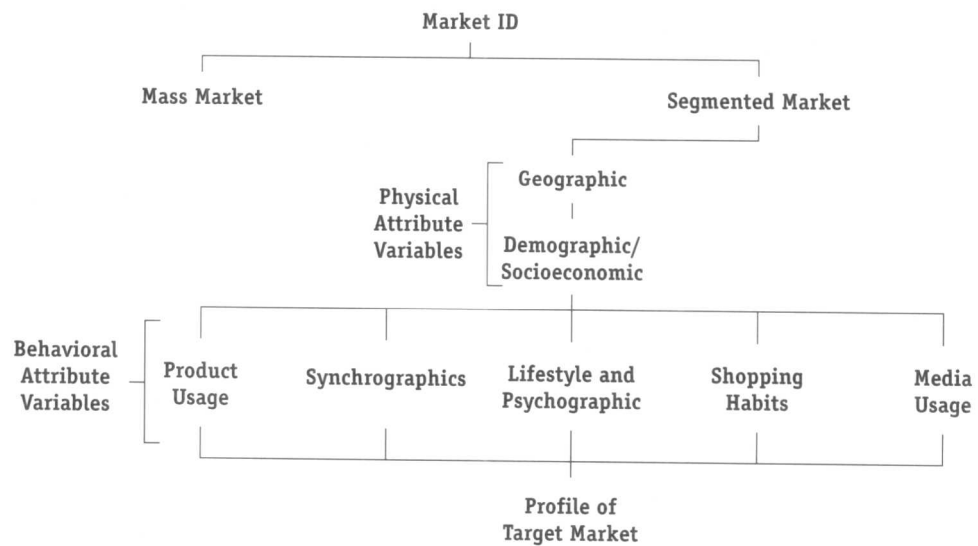 Market ID
Mass Market
Segmented Market
Geographic
Physical
Attribute
Variables
Demographic/
Socioeconomic
Behavioral
Attribute
Variables
Product
Usage
Synchrographics
Lifestyle and
Psychographic
Shopping
Habits
Media
Usage
Profile of
Target Market